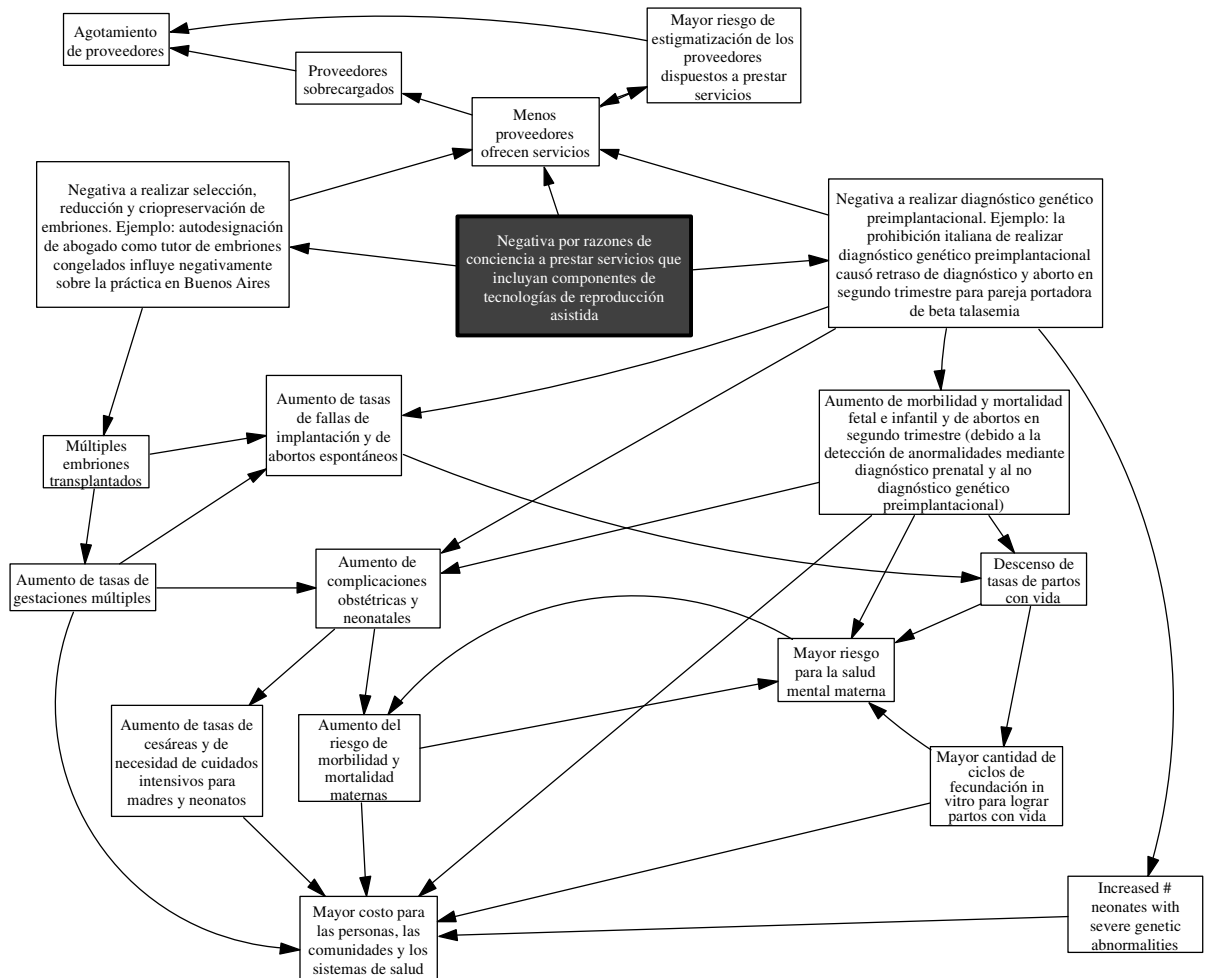 Agotamiento
de proveedores
Mayor riesgo de
estigmatización de los
proveedores
dispuestos a prestar
servicios
Proveedores
sobrecargados
Menos
proveedores
ofrecen servicios
Negativa a realizar selección,
reducción y criopreservación de
embriones. Ejemplo: autodesignación
de abogado como tutor de embriones
congelados influye negativamente
sobre la práctica en Buenos Aires
Negativa por razones de
conciencia a prestar servicios que
incluyan componentes de
tecnologías de reproducción
asistida
Negativa a realizar diagnóstico genético
preimplantacional. Ejemplo: la
prohibición italiana de realizar
diagnóstico genético preimplantacional
causó retraso de diagnóstico y aborto en
segundo trimestre para pareja portadora
de beta talasemia
Aumento de tasas
de fallas de
implantación y de
abortos espontáneos
Aumento de morbilidad y mortalidad
fetal e infantil y de abortos en
segundo trimestre (debido a la
detección de anormalidades mediante
diagnóstico prenatal y al no
diagnóstico genético
preimplantacional)
Múltiples
embriones
transplantados
Aumento de tasas de
gestaciones múltiples
Aumento de
complicaciones
obstétricas y
neonatales
Descenso de
tasas de partos
con vida
Mayor riesgo
para la salud
mental materna
Aumento de tasas de
cesáreas y de
necesidad de cuidados
intensivos para
madres y neonatos
Aumento del
riesgo de
morbilidad y
mortalidad
maternas
Mayor cantidad de
ciclos de
fecundación in
vitro para lograr
partos con vida
Mayor costo para
las personas, las
comunidades y los
sistemas de salud
Increased #
neonates with
severe genetic
abnormalities